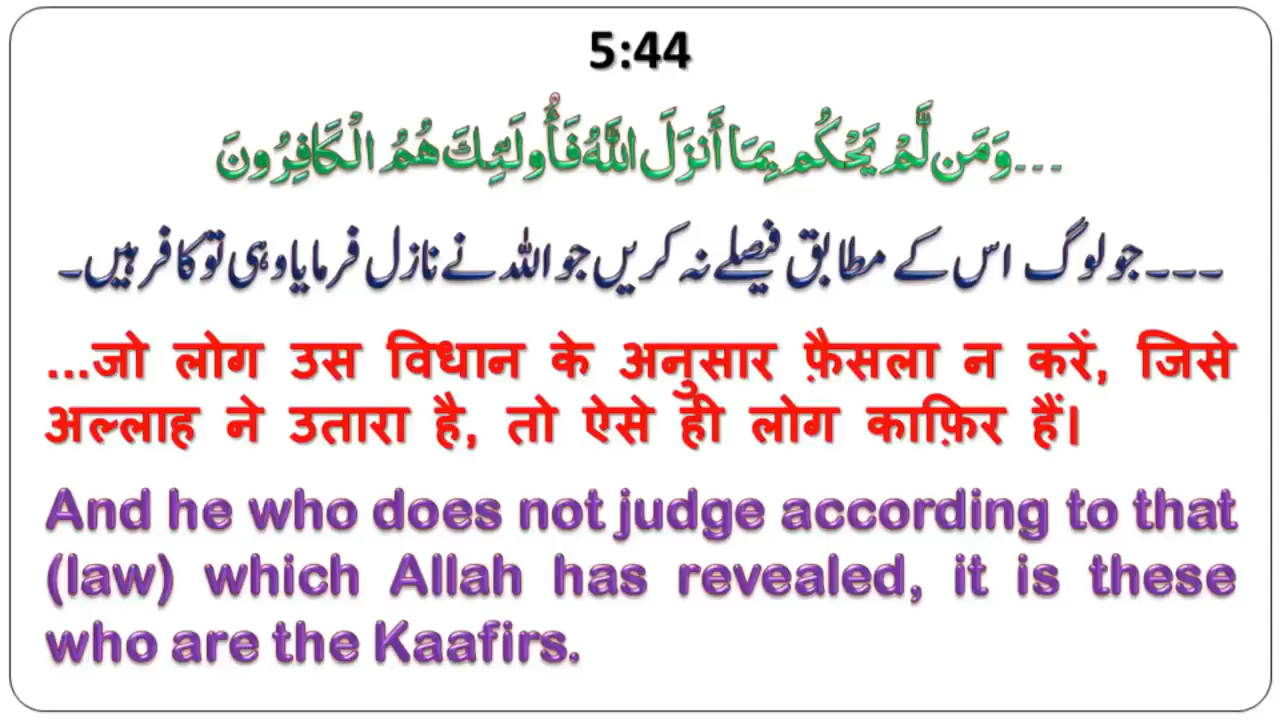 5:44
...وَمَن لَّمْ يَحْكُم بِمَا أَنزَلَ اللَّهُ فَأُولَٰئِكَ هُمُ الْكَافِرُونَ
۔۔۔جو لوگ اس کے مطابق فیصلے نہ کریں جو اللہ نے نازل فرمایا وہی تو کافر ہیں۔
...जो लोग उस विधान के अनुसार फ़ैसला न करें, जिसे
अल्लाह ने उतारा है, तो ऐसे ही लोग काफ़िर हैं।
And he who does not judge according to that
(law) which Allah has revealed, it is these
who are the Kaafirs.